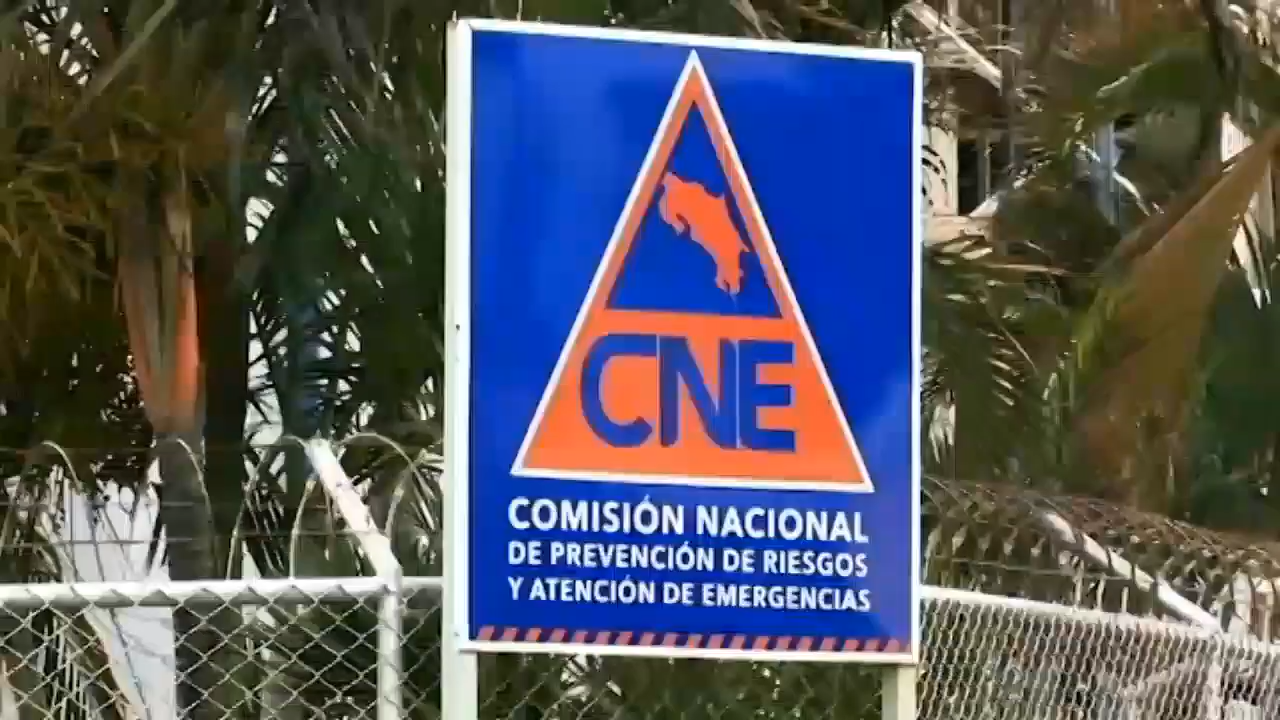 CNE
COMISIÓN NACIONAL
DE PREVENCIÓN DE RIESGOS
Y ATENCIÓN DE EMERGENCIAS